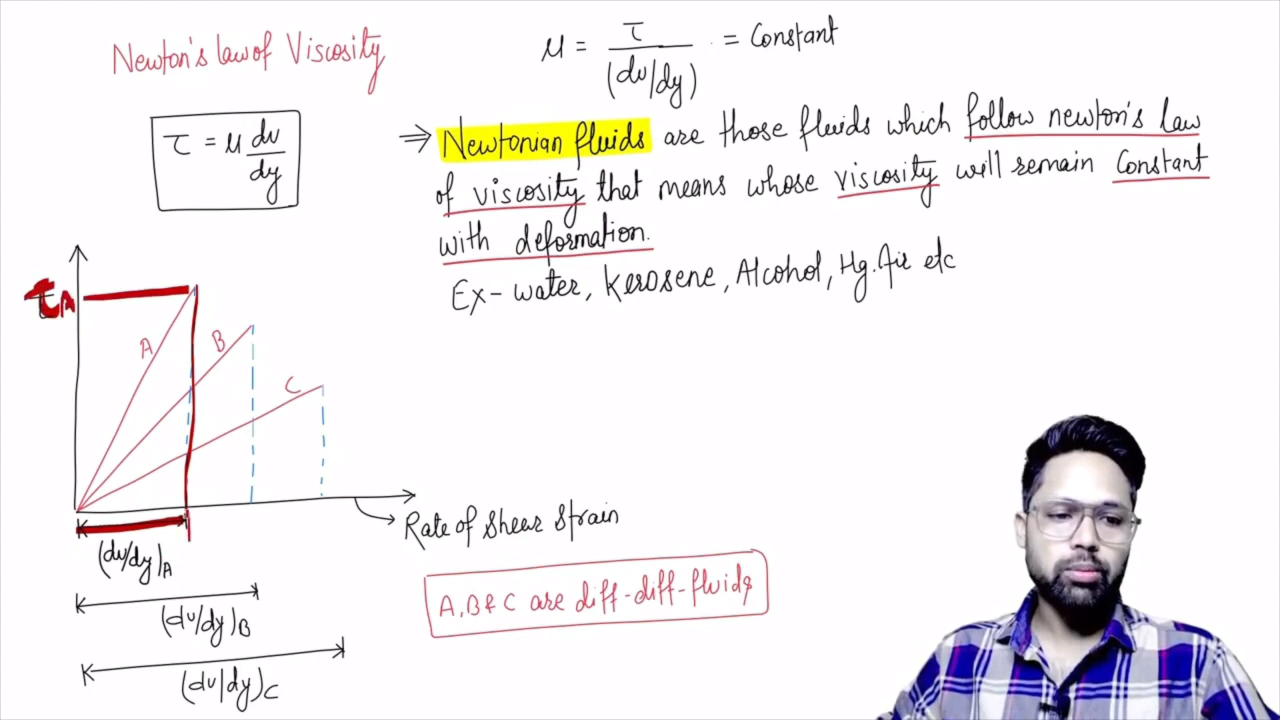 Newton's law of Viscosity
μ = τ/(du/dy) = Constant
τ = μ du/dy
⇒ Newtonian fluids are those fluids which follow newton's law
of viscosity that means whose viscosity will remain Constant
with deformation.
Ex- water, Kerosene, Alcohol, Hg. Air etc
τA
A
B
C
→ Rate of Shear Strain
(du/dy)A
(du/dy)B
(du/dy)C
A, B & C are diff-diff-fluids